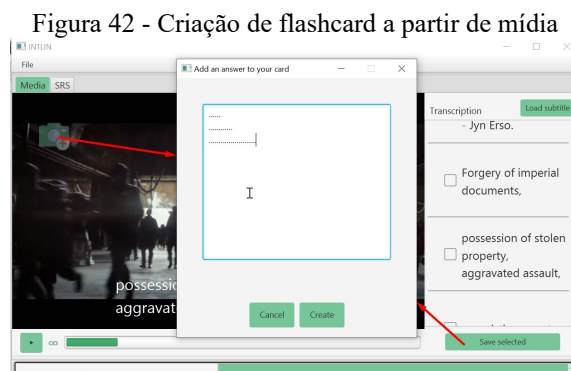 Figura 42 - Criação de flashcard a partir de mídia
INTLIN
File
Media SRS
Add an answer to your card
......
............
........................
Cancel
Create
possessio
aggravat
Transcription
Load subtitle
- Jyn Erso.
Forgery of imperial
documents,
possession of stolen
property,
aggravated assault,
Save selected